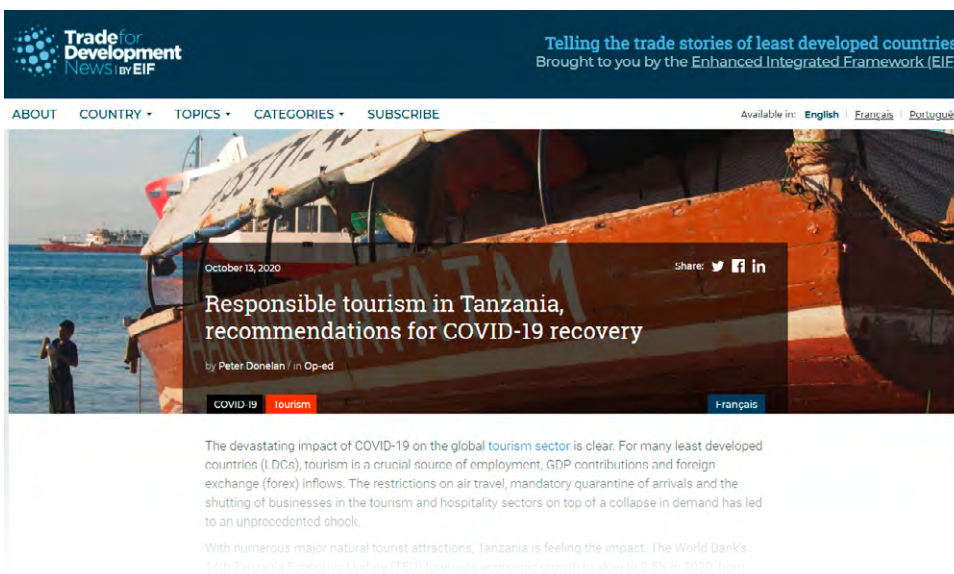 Tradefor
Development
News | BY EIF
Telling the trade stories of least developed countries
Brought to you by the Enhanced Integrated Framework (EIF
ABOUT COUNTRY TOPICS CATEGORIES SUBSCRIBE
Available in: English | Français | Portuguê
October 13, 2020
Share:
Responsible tourism in Tanzania,
recommendations for COVID-19 recovery
by Peter Donelan / in Op-ed
COVID-19 Tourism
Français
The devastating impact of COVID-19 on the global tourism sector is clear. For many least developed
countries (LDCs), tourism is a crucial source of employment, GDP contributions and foreign
exchange (forex) inflows. The restrictions on air travel, mandatory quarantine of arrivals and the
shutting of businesses in the tourism and hospitality sectors on top of a collapse in demand has led
to an unprecedented shock.
With numerous major natural tourist attractions, Tanzania is feeling the impact. The World Bank's
14th Tanzania Economic Update (TEU) forecasts economic growth to slow to 2.5% in 2020, from